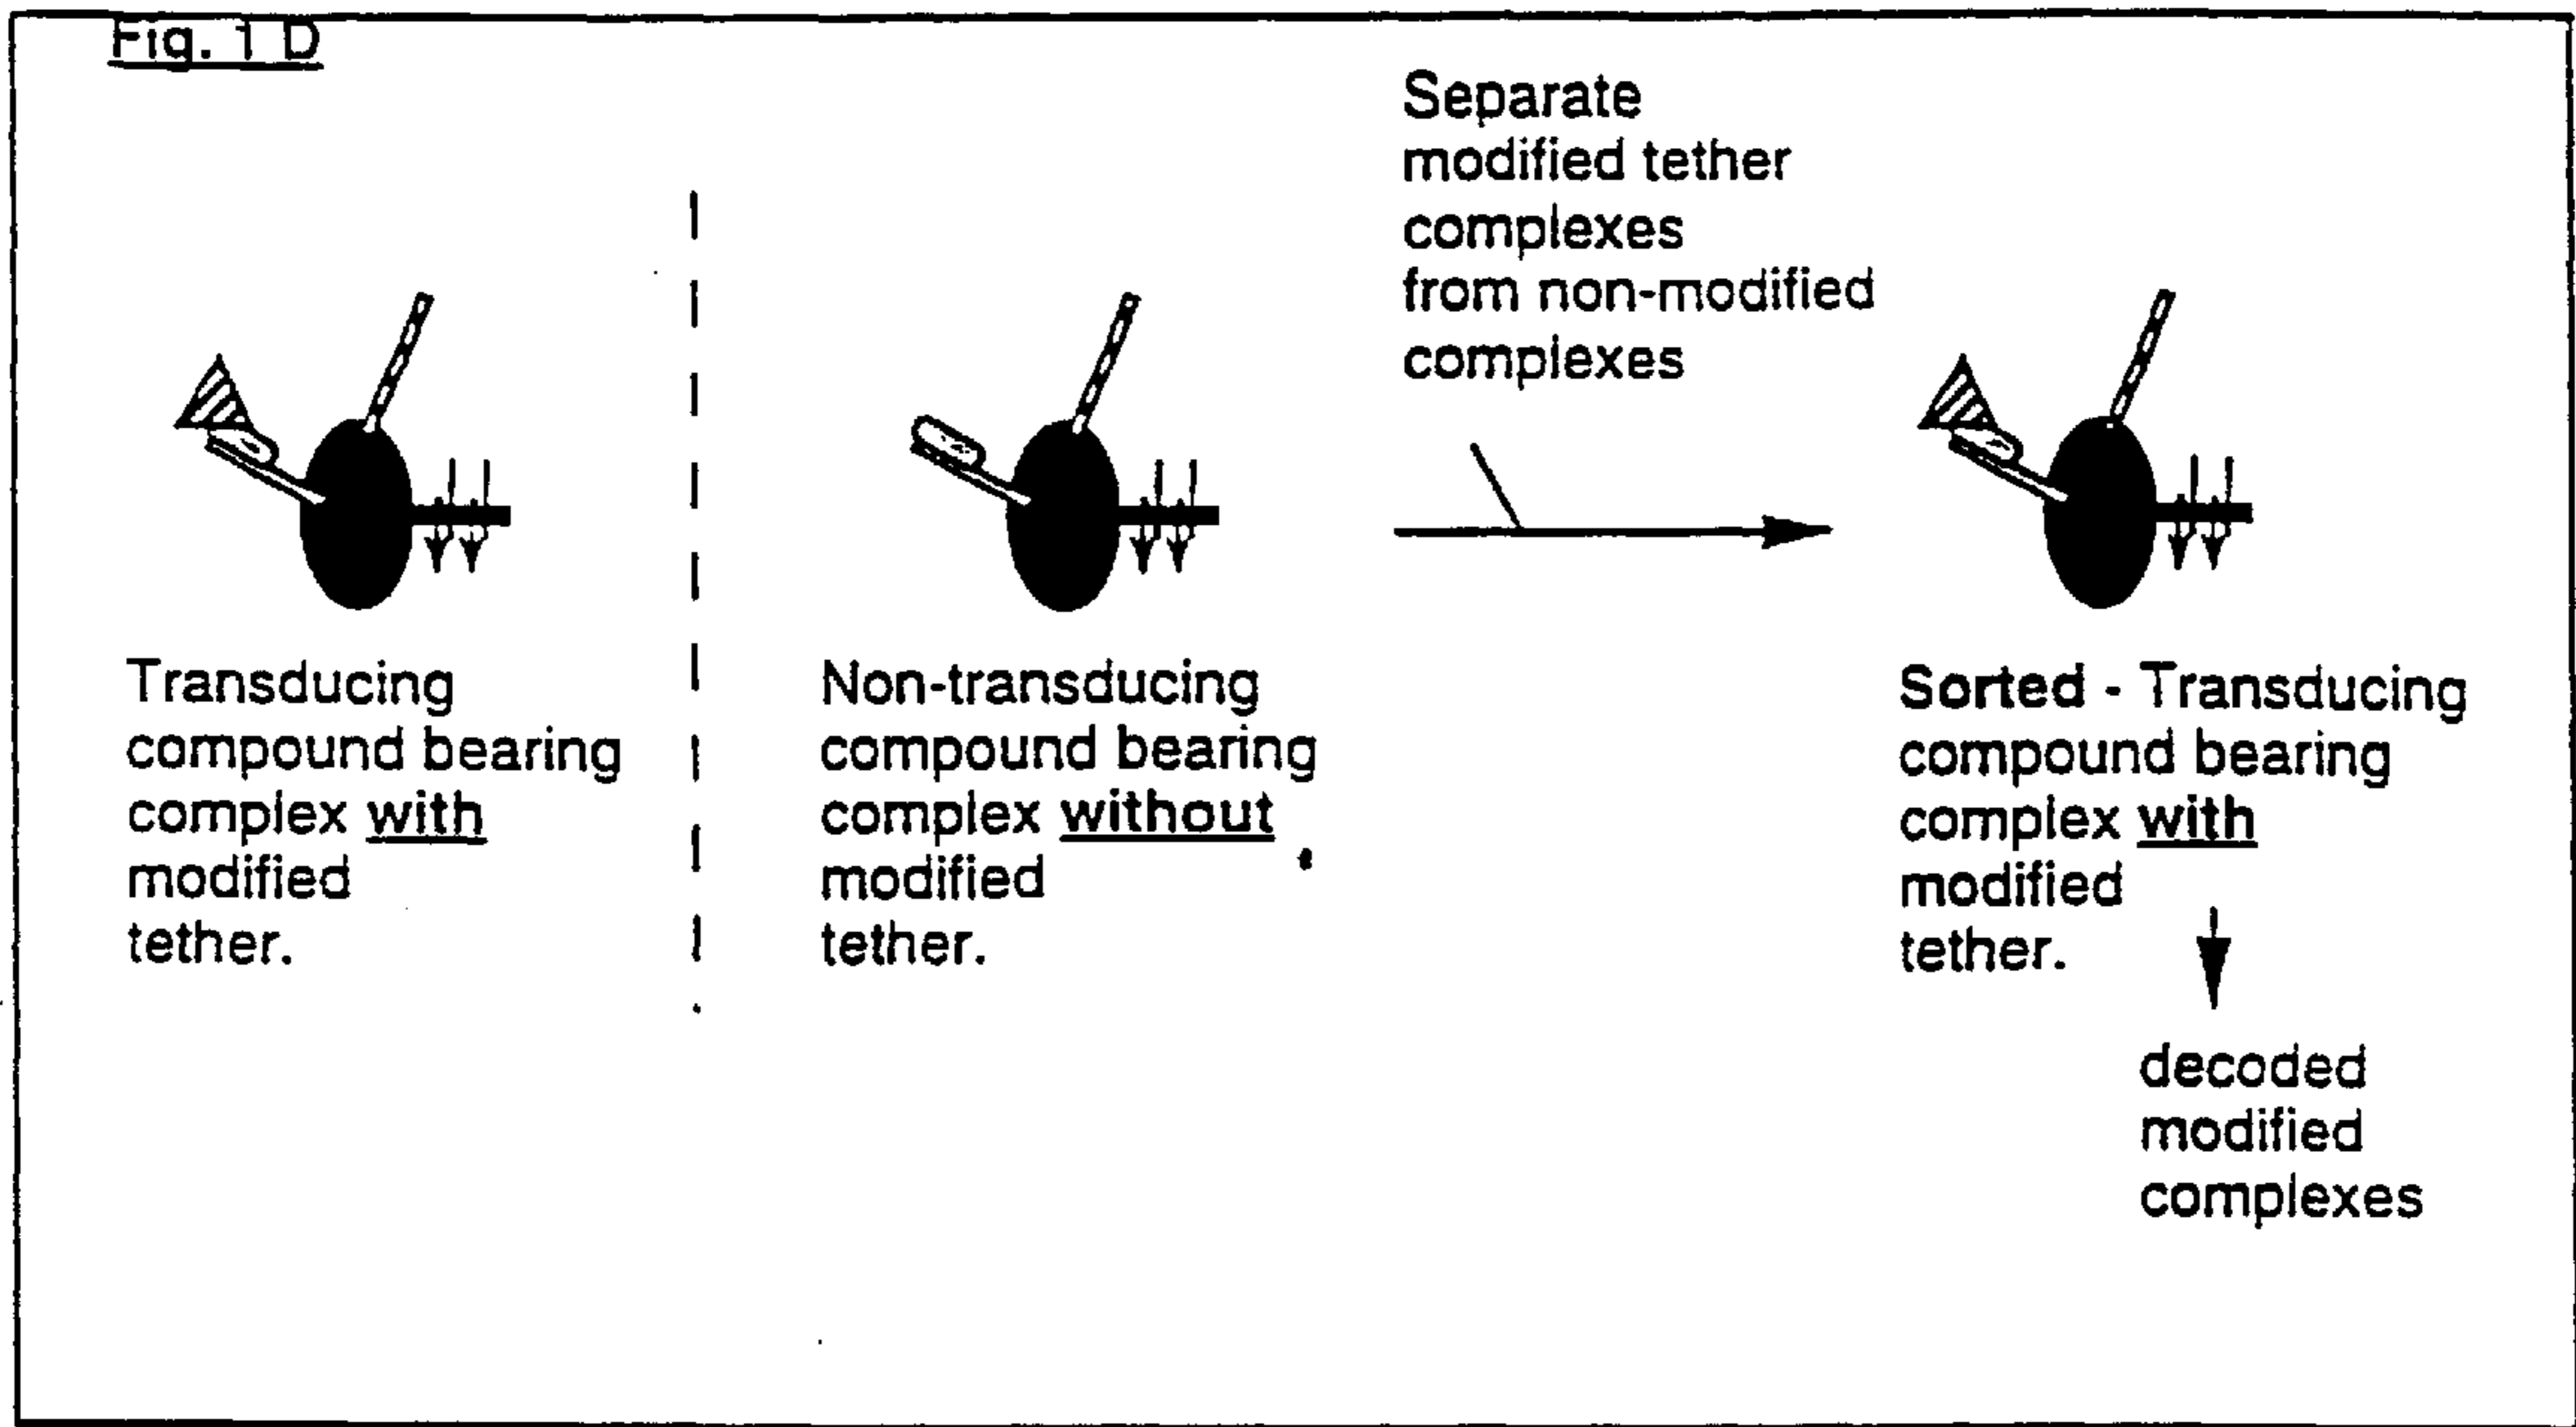 Fig. 1 D
Separate
modified tether
complexes
from non-modified
complexes
Transducing
compound bearing
complex with
modified
tether.
Non-transducing
compound bearing
complex without
modified
tether.
Sorted - Transducing
compound bearing
complex with
modified
tether.
decoded
modified
complexes